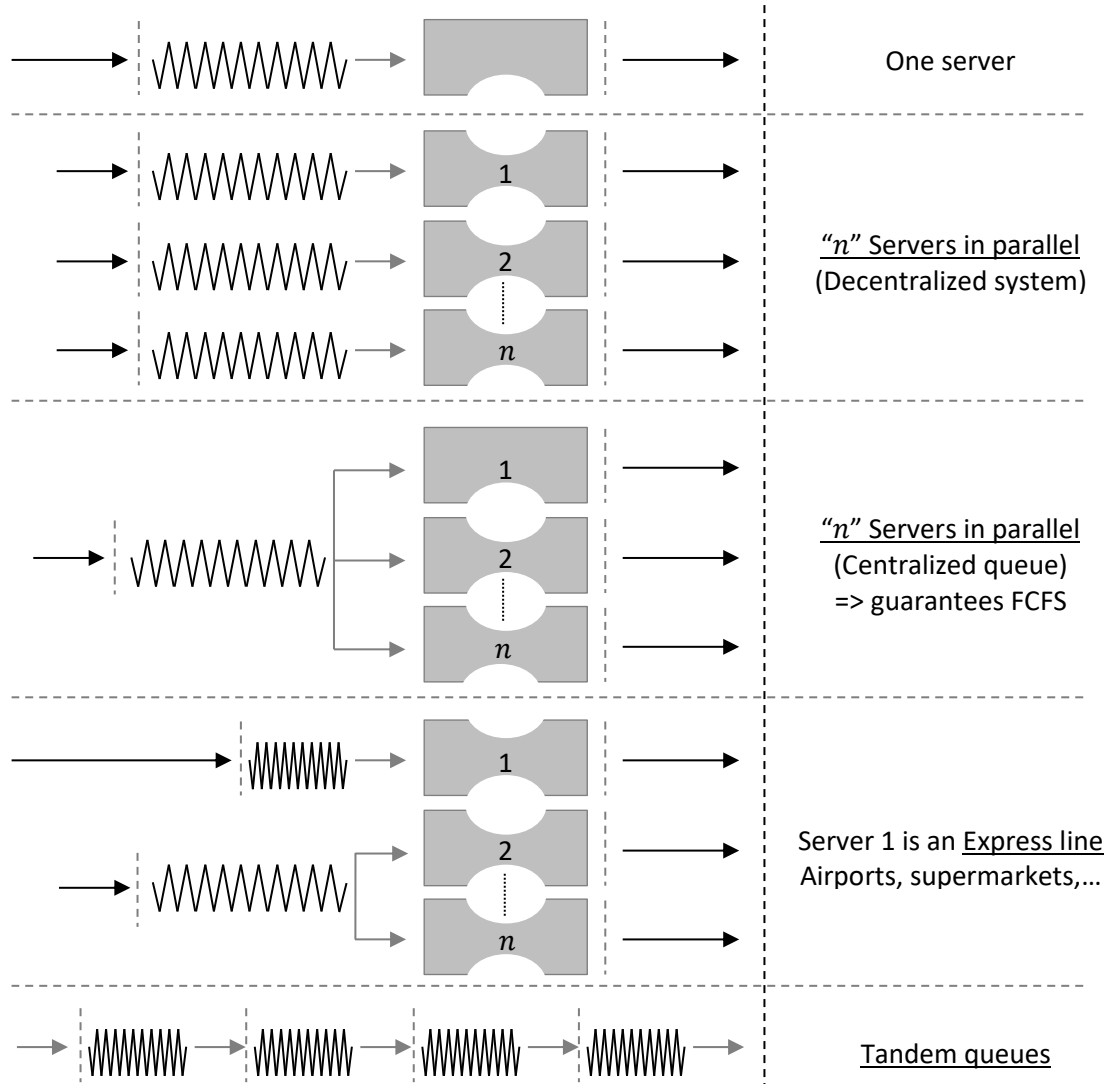 One server
1
2
n
“n” Servers in parallel
(Decentralized system)
1
2
n
“n” Servers in parallel
(Centralized queue)
=> guarantees FCFS
1
2
n
Server 1 is an Express line
Airports, supermarkets,...
Tandem queues